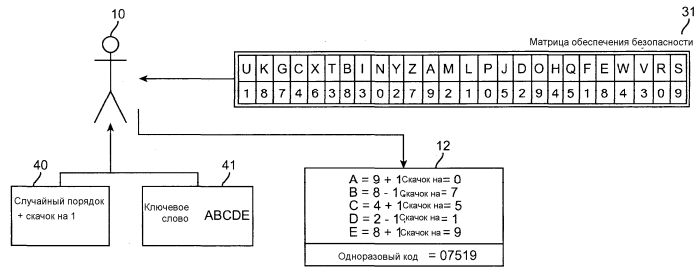 10
31
Матрица обеспечения безопасности
U K G C X T B I N Y Z A M L P J D O H Q F E W V R S
1 8 7 4 6 3 8 3 0 2 7 9 2 1 0 5 2 9 4 5 1 8 4 3 0 9
40
41
12
Случайный порядок
+ скачок на 1
Ключевое
слово ABCDE
A = 9 + 1 Скачок на = 0
B = 8 - 1 Скачок на = 7
C = 4 + 1 Скачок на = 5
D = 2 - 1 Скачок на = 1
E = 8 + 1 Скачок на = 9
Одноразовый код = 07519